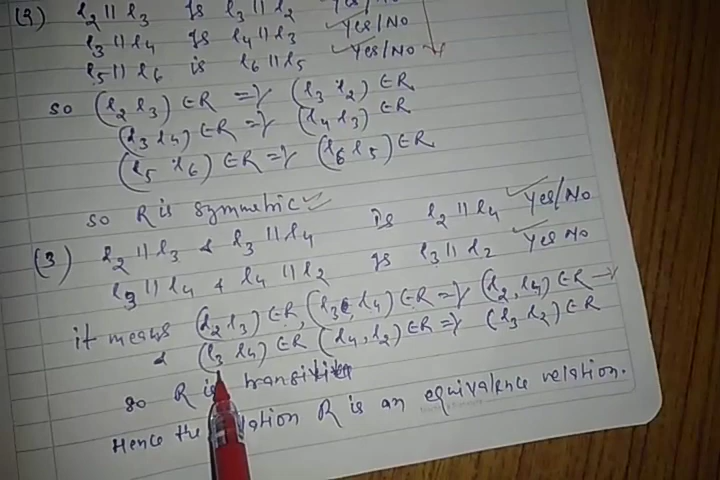 (2) l₂ || l₃ Is l₃ || l₂ Yes/No
l₃ || l₄ Is l₄ || l₃ Yes/No
l₅ || l₆ is l₆ || l₅ Yes/No
so (l₂ l₃) ∈ R => (l₃ l₂) ∈ R
(l₃ l₄) ∈ R => (l₄ l₃) ∈ R
(l₅ l₆) ∈ R => (l₆ l₅) ∈ R
so R is symmetric
(3) l₂ || l₃ & l₃ || l₄ Is l₂ || l₄ Yes/No
l₃ || l₄ & l₄ || l₂ Is l₃ || l₂ Yes No
it means (l₂ l₃) ∈ R, (l₃, l₄) ∈ R => (l₂, l₄) ∈ R
& (l₃ l₄) ∈ R (l₄, l₂) ∈ R => (l₃ l₂) ∈ R
so R is transitive
Hence the relation R is an equivalence relation.